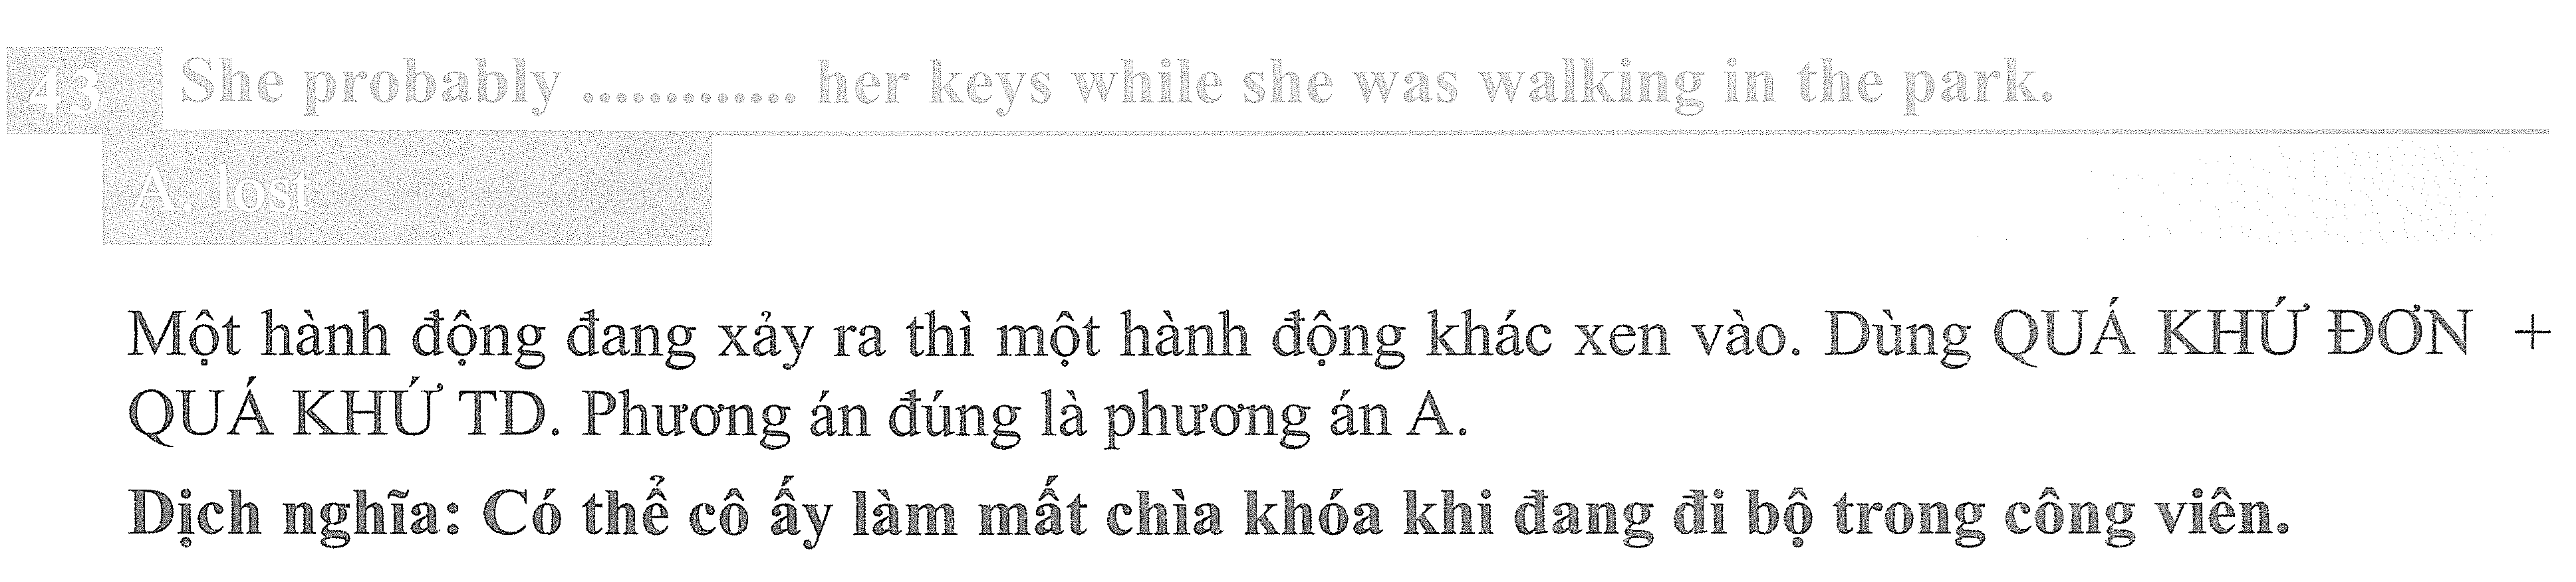 43 She probably ............. her keys while she was walking in the park.
A. lost
Một hành động đang xảy ra thì một hành động khác xen vào. Dùng QUÁ KHỨ ĐƠN +
QUÁ KHỨ TD. Phương án đúng là phương án A.
Dịch nghĩa: Có thể cô ấy làm mất chìa khóa khi đang đi bộ trong công viên.